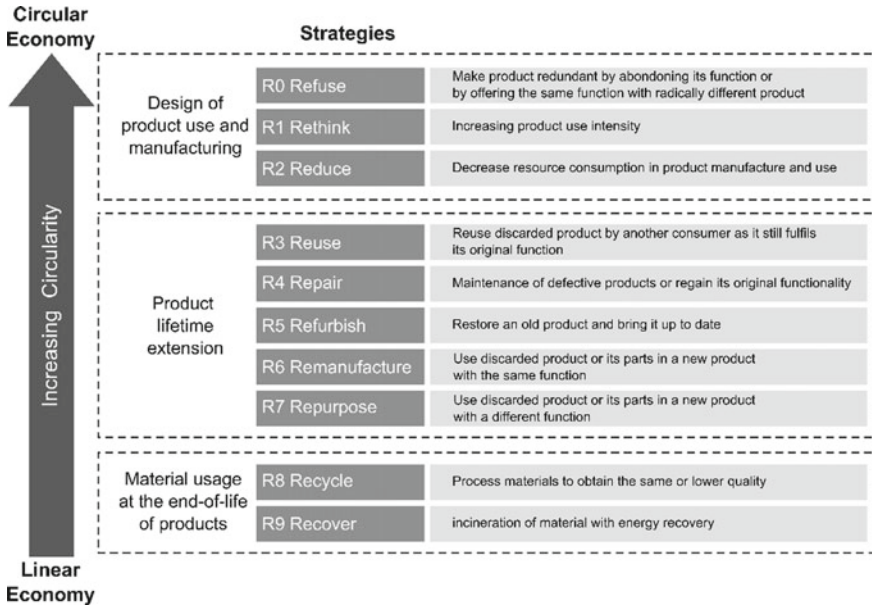 Circular
Economy
Strategies
Increasing Circularity
Design of
product use and
manufacturing
R0 Refuse
Make product redundant by abondoning its function or
by offering the same function with radically different product
R1 Rethink
Increasing product use intensity
R2 Reduce
Decrease resource consumption in product manufacture and use
Product
lifetime
extension
R3 Reuse
Reuse discarded product by another consumer as it still fulfils
its original function
R4 Repair
Maintenance of defective products or regain its original functionality
R5 Refurbish
Restore an old product and bring it up to date
R6 Remanufacture
Use discarded product or its parts in a new product
with the same function
R7 Repurpose
Use discarded product or its parts in a new product
with a different function
Material usage
at the end-of-life
of products
R8 Recycle
Process materials to obtain the same or lower quality
R9 Recover
incineration of material with energy recovery
Linear
Economy